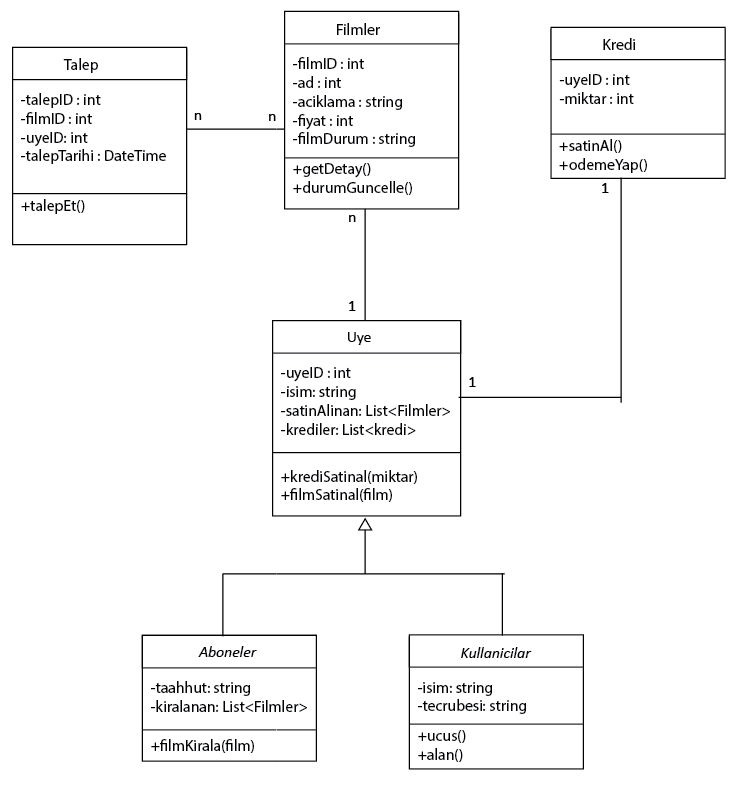 Talep
-talepID : int
-filmID : int
-uyeID: int
-talepTarihi : DateTime
+talepEt()
n
n
Filmler
-filmID : int
-ad : int
-aciklama : string
-fiyat : int
-filmDurum : string
+getDetay()
+durumGuncelle()
Kredi
-uyeID : int
-miktar : int
+satinAl()
+odemeYap()
1
n
1
Uye
-uyeID : int
-isim: string
-satinAlinan: List<Filmler>
-krediler: List<kredi>
+krediSatinal(miktar)
+filmSatinal(film)
1
Aboneler
-taahhut: string
-kiralanan: List<Filmler>
+filmKirala(film)
Kullanicilar
-isim: string
-tecrubesi: string
+ucus()
+alan()